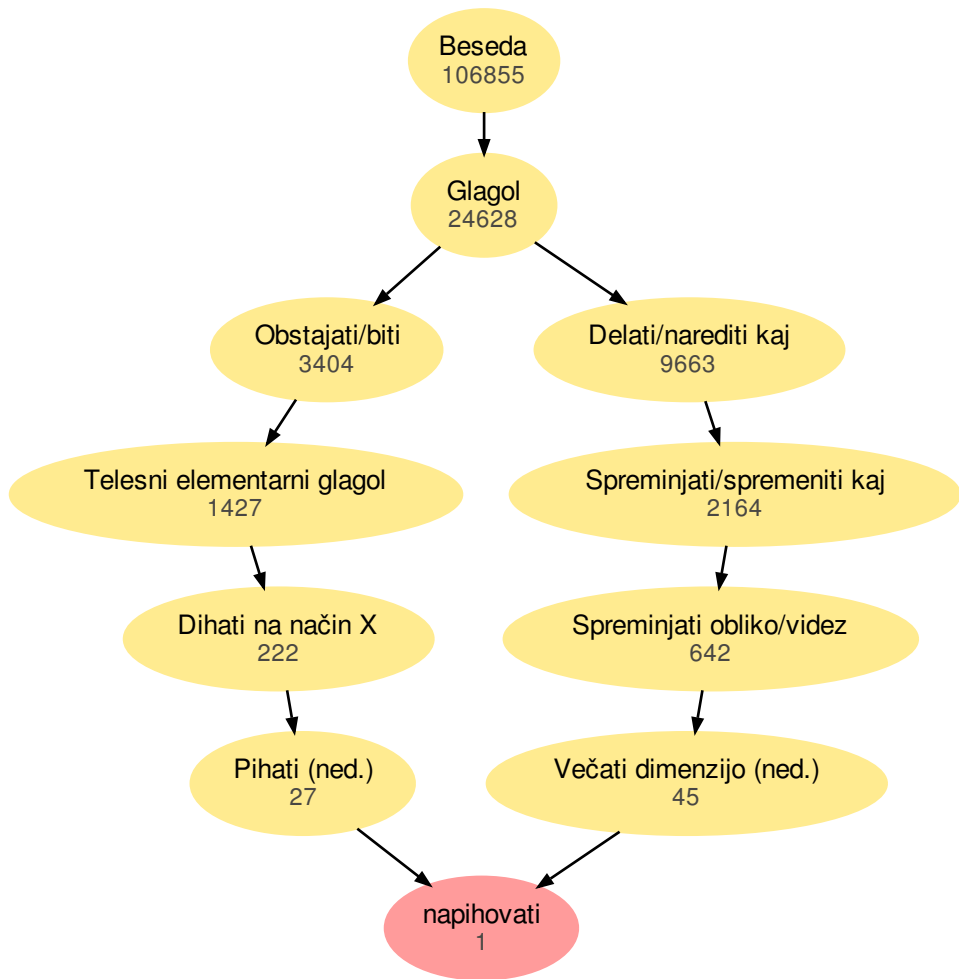 Beseda
106855
Glagol
24628
Obstajati/biti
3404
Delati/narediti kaj
9663
Telesni elementarni glagol
1427
Spreminjati/spremeniti kaj
2164
Dihati na način X
222
Spreminjati obliko/videz
642
Pihati (ned.)
27
Večati dimenzijo (ned.)
45
napihovati
1